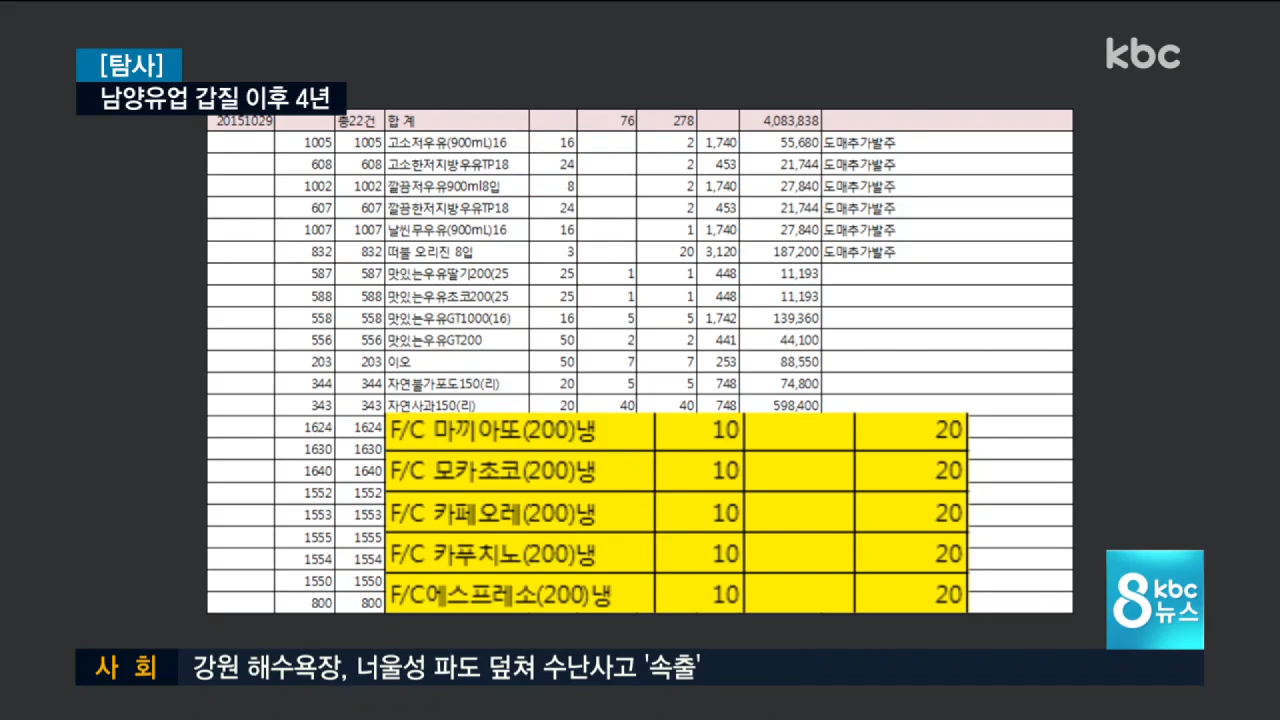 [탐사]
kbc
남양유업 갑질 이후 4년
20151029 총22건 합 계 76 278 4,083,838
1005 1005 고소저우유(900mL)16 16 2 1,740 55,680 도매추가발주
608 608 고소한저지방우유TP18 24 2 453 21,744 도매추가발주
1002 1002 깔끔저우유900ml8입 8 2 1,740 27,840 도매추가발주
607 607 깔끔한저지방우유TP18 24 2 453 21,744 도매추가발주
1007 1007 날씬무우유(900mL)16 16 1 1,740 27,840 도매추가발주
832 832 떠불 오리진 8입 3 20 3,120 187,200 도매추가발주
587 587 맛있는우유딸기200(25 25 1 1 448 11,193
588 588 맛있는우유초코200(25 25 1 1 448 11,193
558 558 맛있는우유GT1000(16) 16 5 5 1,742 139,360
556 556 맛있는우유GT200 50 2 2 441 44,100
203 203 이오 50 7 7 253 88,550
344 344 자연불가포도150(리) 20 5 5 748 74,800
343 343 자연사과150(리) 20 40 40 748 598,400
1624 1624 F/C 마끼아또(200)냉 10 20
1630 1630
1640 1640 F/C 모카초코(200)냉 10 20
1552 1552
1553 1553 F/C 카페오레(200)냉 10 20
1555 1555
1554 1554 F/C 카푸치노(200)냉 10 20
1550 1550
800 800 F/C에스프레소(200)냉 10 20
8 kbc 뉴스
사 회 강원 해수욕장, 너울성 파도 덮쳐 수난사고 '속출'